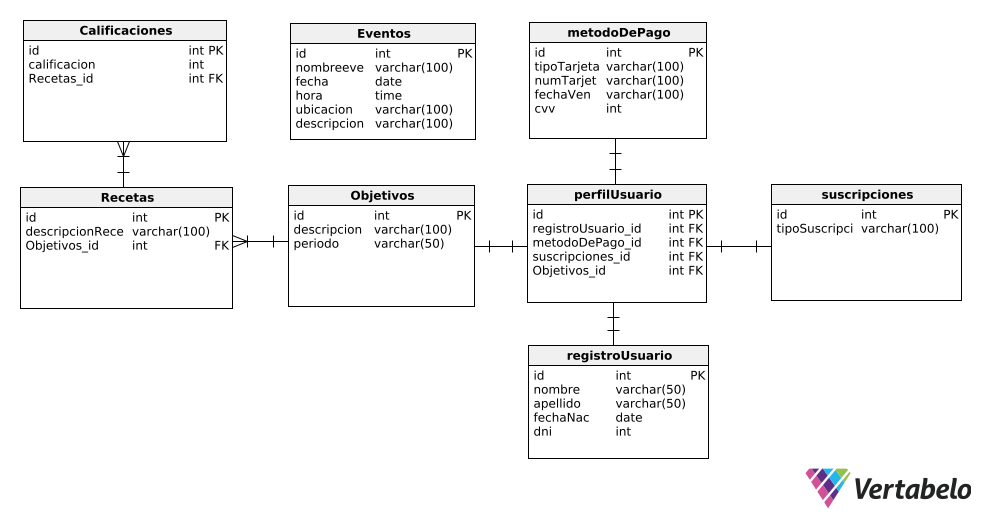 Calificaciones
id int PK
calificacion int
Recetas_id int FK
Eventos
id int PK
nombreeve varchar(100)
fecha date
hora time
ubicacion varchar(100)
descripcion varchar(100)
metodoDePago
id int PK
tipoTarjeta varchar(100)
numTarjet varchar(100)
fechaVen varchar(100)
cvv int
Recetas
id int PK
descripcionRece varchar(100)
Objetivos_id int FK
Objetivos
id int PK
descripcion varchar(100)
periodo varchar(50)
perfilUsuario
id int PK
registroUsuario_id int FK
metodoDePago_id int FK
suscripciones_id int FK
Objetivos_id int FK
suscripciones
id int PK
tipoSuscripci varchar(100)
registroUsuario
id int PK
nombre varchar(50)
apellido varchar(50)
fechaNac date
dni int
Vertabelo